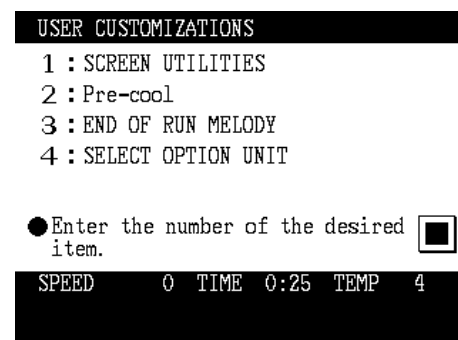 USER CUSTOMIZATIONS
1 : SCREEN UTILITIES
2 : Pre-cool
3 : END OF RUN MELODY
4 : SELECT OPTION UNIT
●Enter the number of the desired
item.
SPEED 0 TIME 0:25 TEMP 4